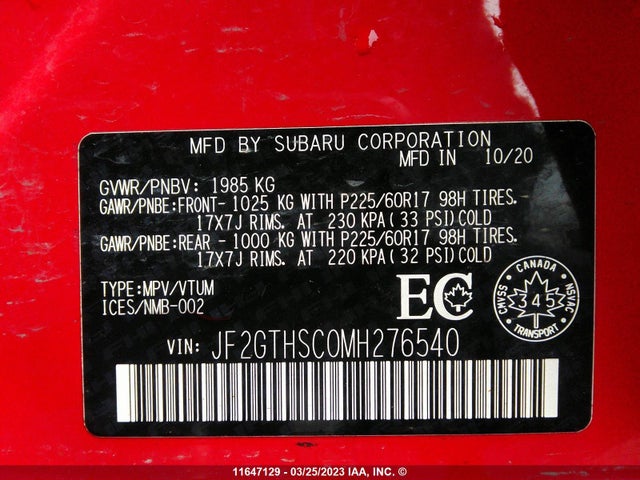 MFD BY SUBARU CORPORATION
MFD IN 10/20
GVWR/PNBV: 1985 KG
GAWR/PNBE:FRONT- 1025 KG WITH P225/60R17 98H TIRES.
17X7J RIMS. AT 230 KPA(33 PSI)COLD
GAWR/PNBE:REAR - 1000 KG WITH P225/60R17 98H TIRES.
17X7J RIMS. AT 220 KPA(32 PSI)COLD
TYPE:MPV/VTUM
ICES/NMB-002
EC
CANADA
CMVSS 345 NSVAC
TRANSPORT
VIN: JF2GTHSC0MH276540
11647129 - 03/25/2023 IAA, INC. ©